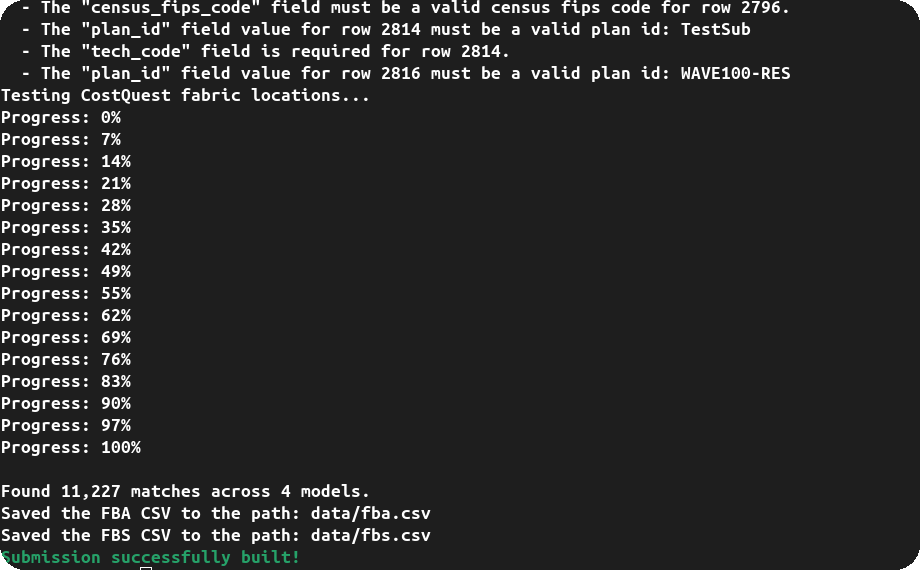 - The "census_fips_code" field must be a valid census fips code for row 2796.
- The "plan_id" field value for row 2814 must be a valid plan id: TestSub
- The "tech_code" field is required for row 2814.
- The "plan_id" field value for row 2816 must be a valid plan id: WAVE100-RES
Testing CostQuest fabric locations...
Progress: 0%
Progress: 7%
Progress: 14%
Progress: 21%
Progress: 28%
Progress: 35%
Progress: 42%
Progress: 49%
Progress: 55%
Progress: 62%
Progress: 69%
Progress: 76%
Progress: 83%
Progress: 90%
Progress: 97%
Progress: 100%
Found 11,227 matches across 4 models.
Saved the FBA CSV to the path: data/fba.csv
Saved the FBS CSV to the path: data/fbs.csv
Submission successfully built!